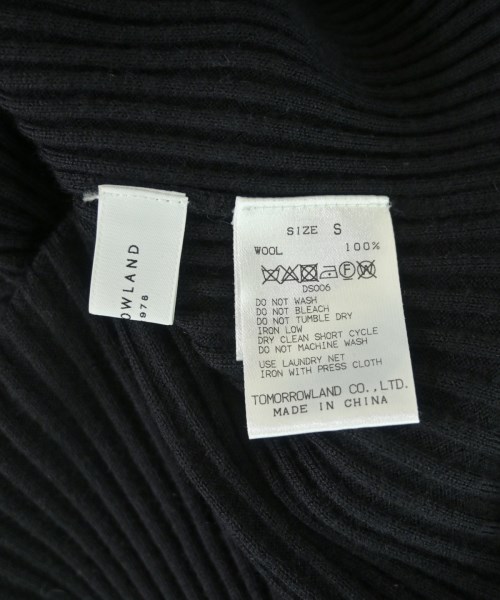 OWLAND
978
SIZE S
WOOL 100%
DS006
DO NOT WASH
DO NOT BLEACH
DO NOT TUMBLE DRY
IRON LOW
DRY CLEAN SHORT CYCLE
DO NOT MACHINE WASH
USE LAUNDRY NET
IRON WITH PRESS CLOTH
TOMORROWLAND CO.,LTD.
MADE IN CHINA